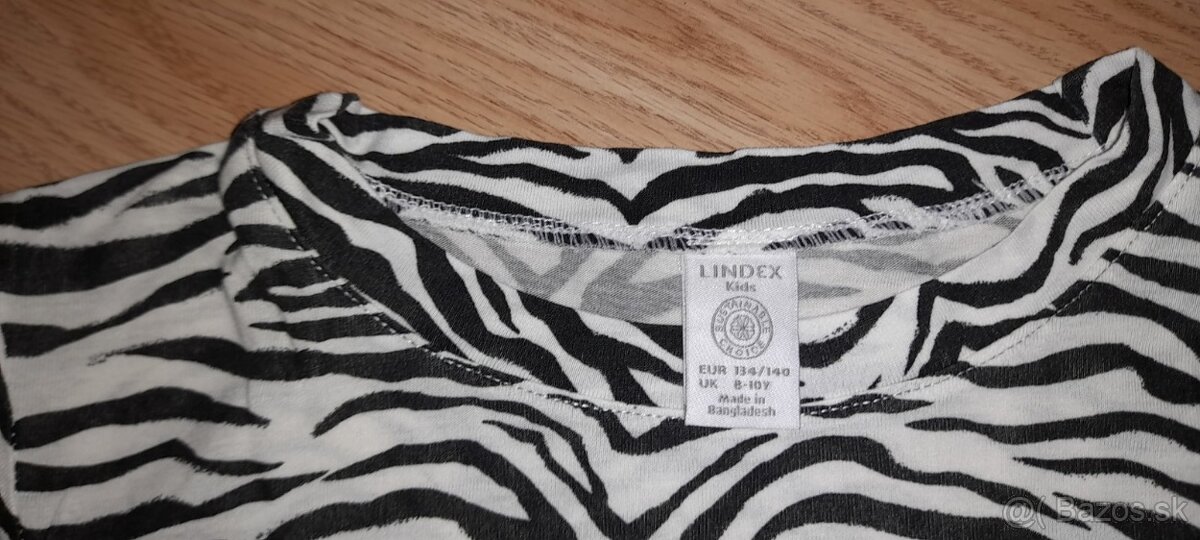 LINDEX
Kids
SUSTAINABLE
CHOICE
EUR 134/140
UK 8-10Y
Made in
Bangladesh
@( Bazos.sk